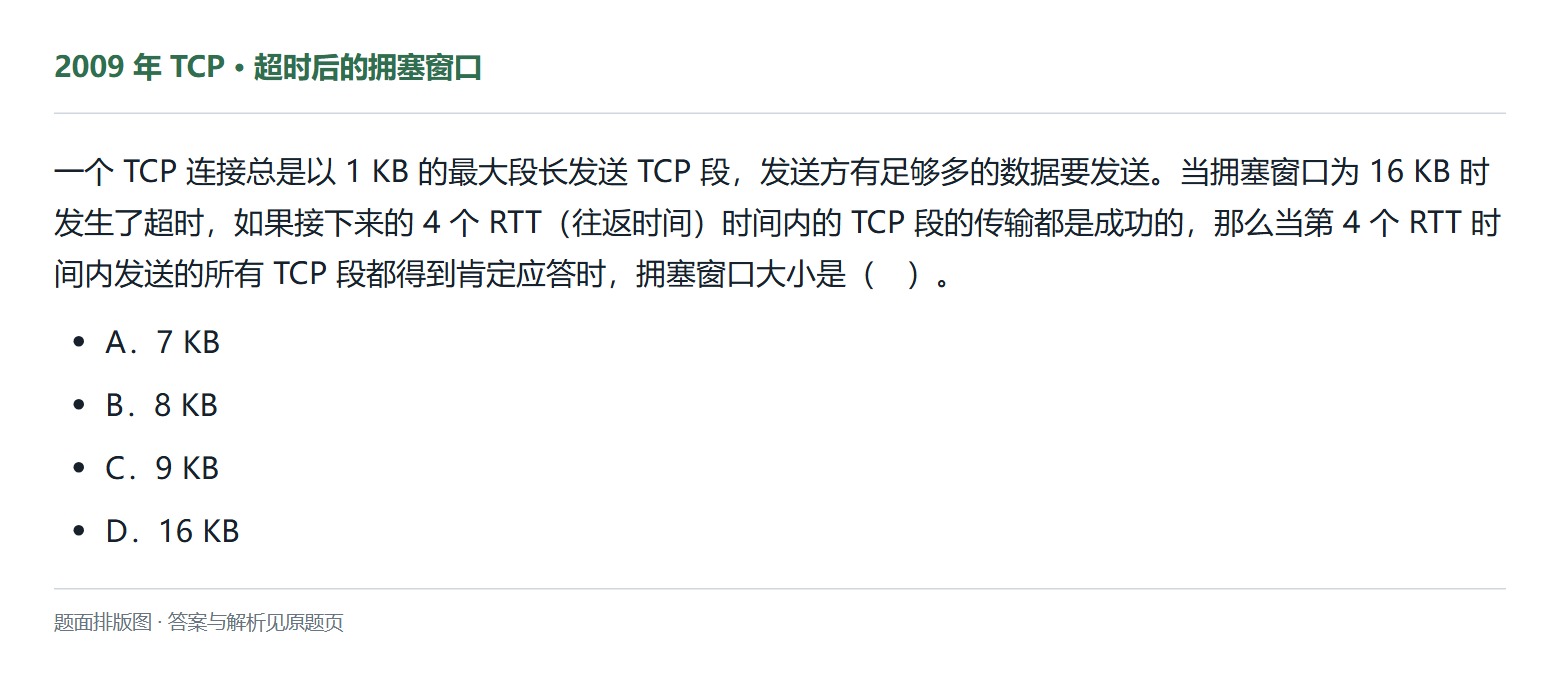 2009 年 TCP • 超时后的拥塞窗口
一个 TCP 连接总是以 1 KB 的最大段长发送 TCP 段，发送方有足够多的数据要发送。当拥塞窗口为 16 KB 时
发生了超时，如果接下来的 4 个 RTT（往返时间）时间内的 TCP 段的传输都是成功的，那么当第 4 个 RTT 时
间内发送的所有 TCP 段都得到肯定应答时，拥塞窗口大小是（　）。
• A．7 KB
• B．8 KB
• C．9 KB
• D．16 KB
题面排版图 · 答案与解析见原题页